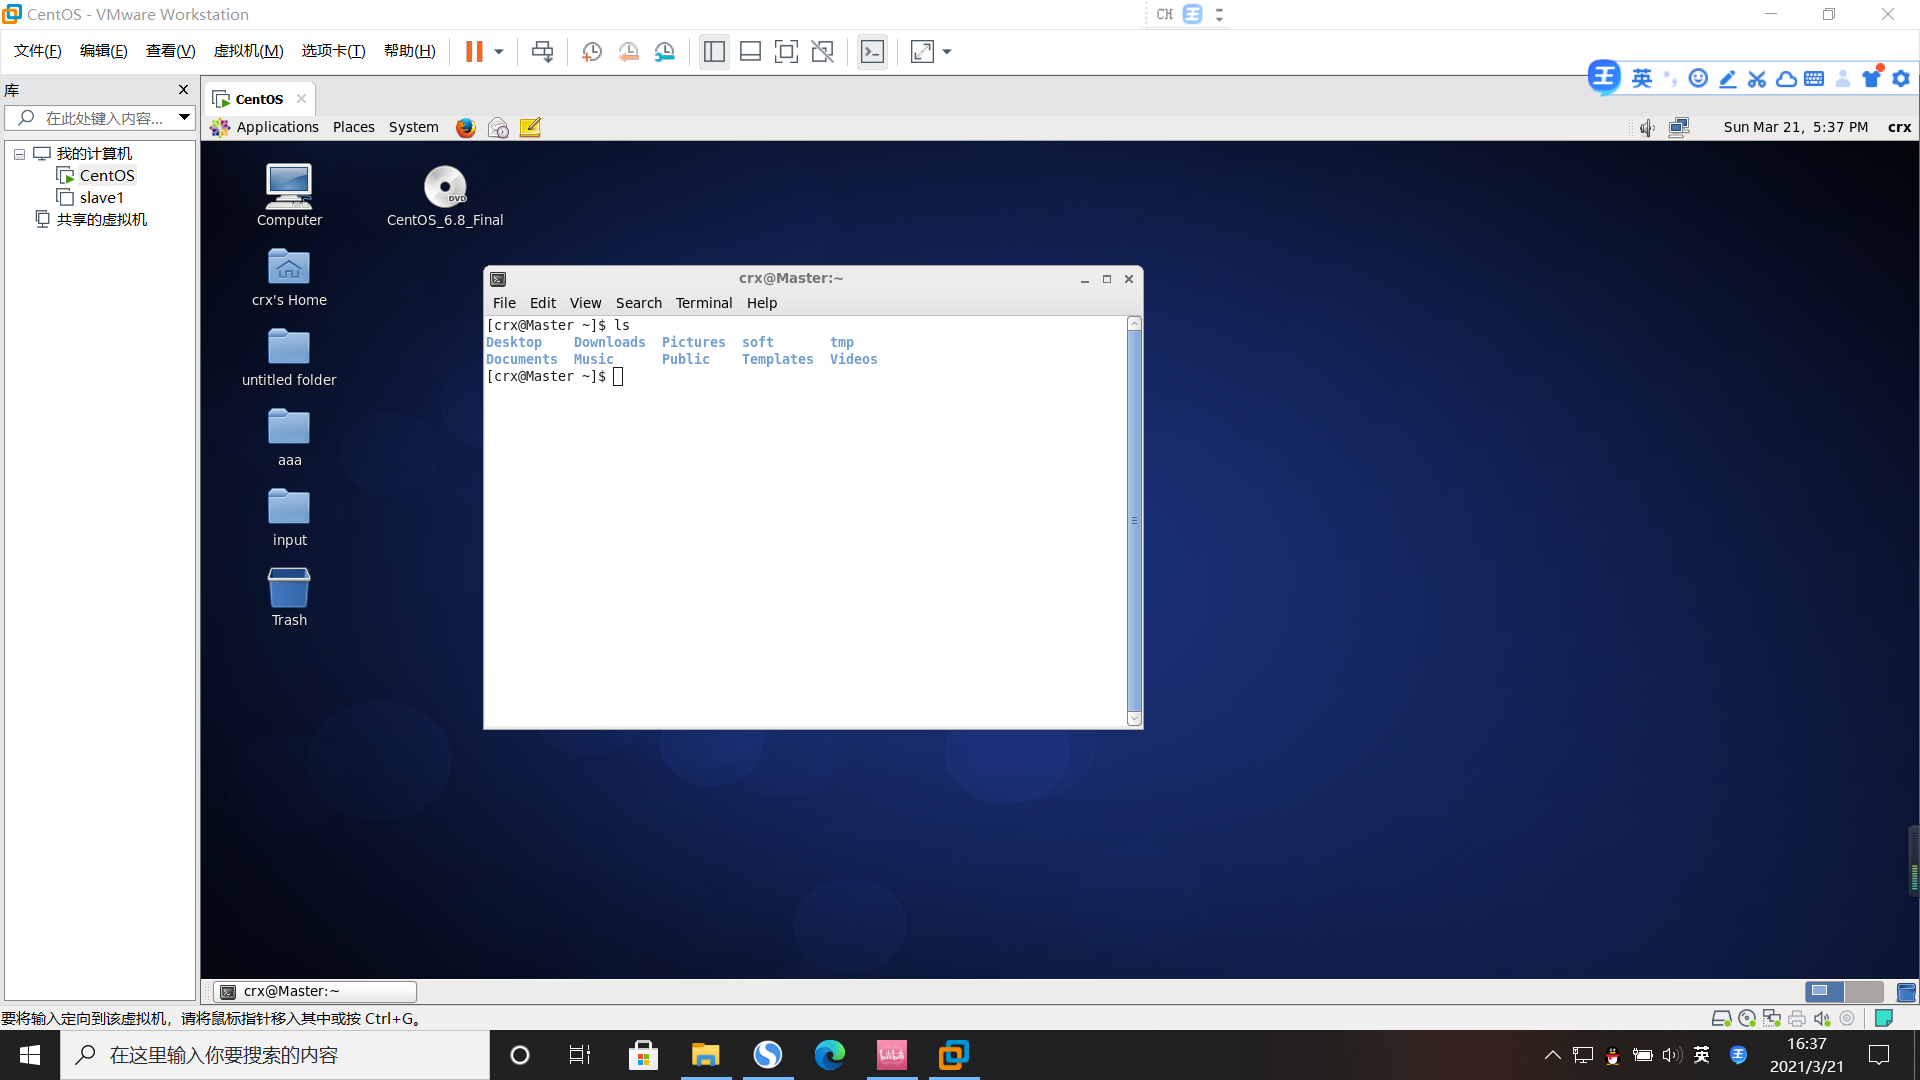 CentOS - VMware Workstation
CH
文件(F) 编辑(E) 查看(V) 虚拟机(M) 选项卡(T) 帮助(H)
英
库
在此处键入内容...
我的计算机
CentOS
slave1
共享的虚拟机
CentOS
Applications Places System
Sun Mar 21, 5:37 PM crx
Computer
DVD
CentOS_6.8_Final
crx's Home
untitled folder
aaa
input
Trash
crx@Master:~
File Edit View Search Terminal Help
[crx@Master ~]$ ls
Desktop Downloads Pictures soft tmp
Documents Music Public Templates Videos
[crx@Master ~]$
crx@Master:~
要将输入定向到该虚拟机，请将鼠标指针移入其中或按 Ctrl+G。
在这里输入你要搜索的内容
英
16:37
2021/3/21